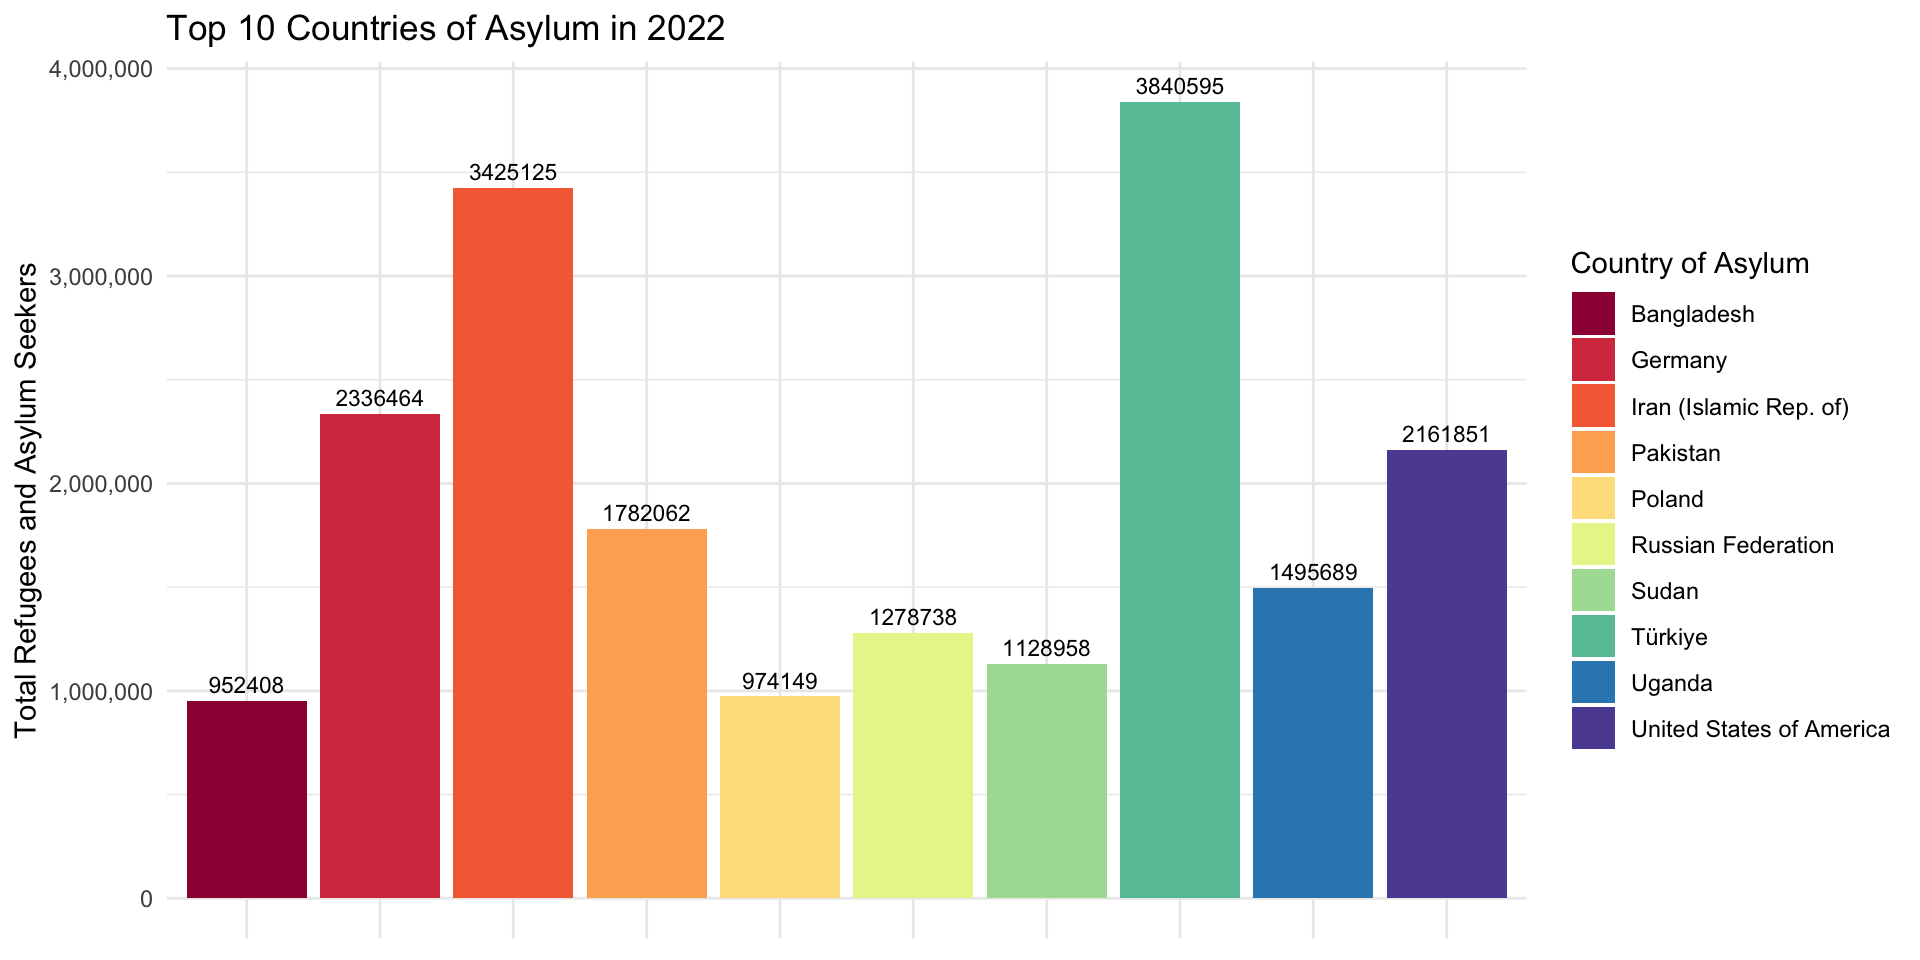 Top 10 Countries of Asylum in 2022
Total Refugees and Asylum Seekers
4,000,000
3,000,000
2,000,000
1,000,000
0
952408
2336464
3425125
1782062
974149
1278738
1128958
3840595
1495689
2161851
Country of Asylum
Bangladesh
Germany
Iran (Islamic Rep. of)
Pakistan
Poland
Russian Federation
Sudan
Türkiye
Uganda
United States of America